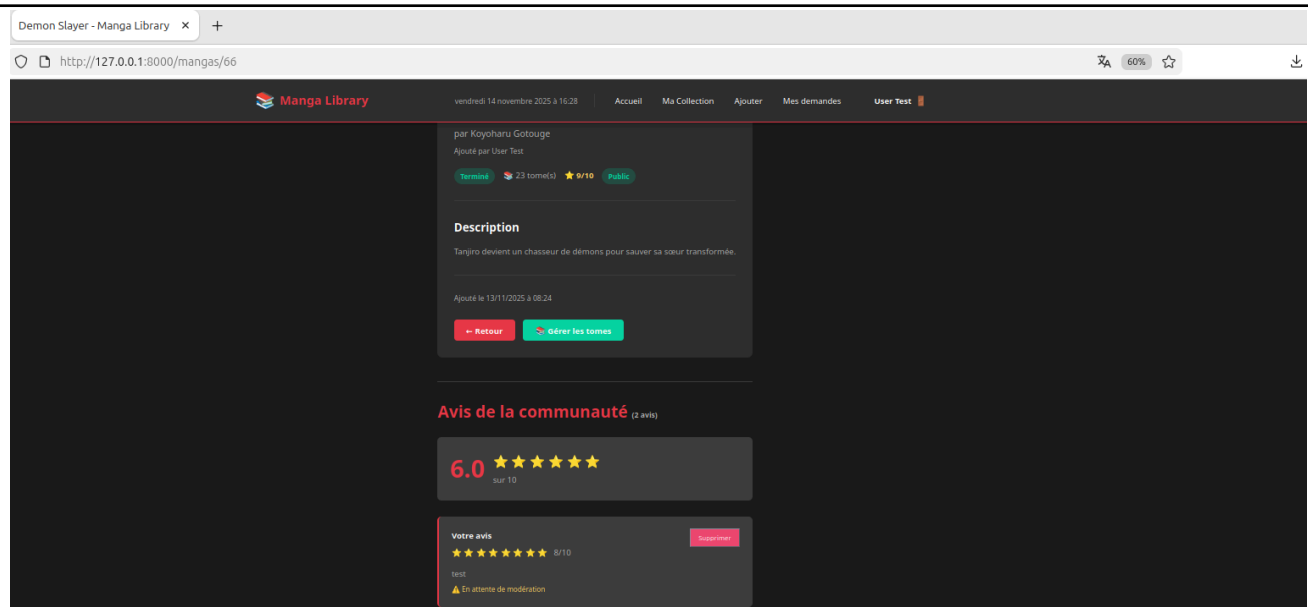 Demon Slayer - Manga Library × +
http://127.0.0.1:8000/mangas/66 60%
Manga Library vendredi 14 novembre 2025 à 16:28 Accueil Ma Collection Ajouter Mes demandes User Test
par Koyoharu Gotouge
Ajouté par User Test
Terminé 23 tome(s) 9/10 Public
Description
Tanjiro devient un chasseur de démons pour sauver sa sœur transformée.
Ajouté le 13/11/2025 à 08:24
← Retour Gérer les tomes
Avis de la communauté (2 avis)
6.0
sur 10
Votre avis Supprimer
8/10
test
En attente de modération